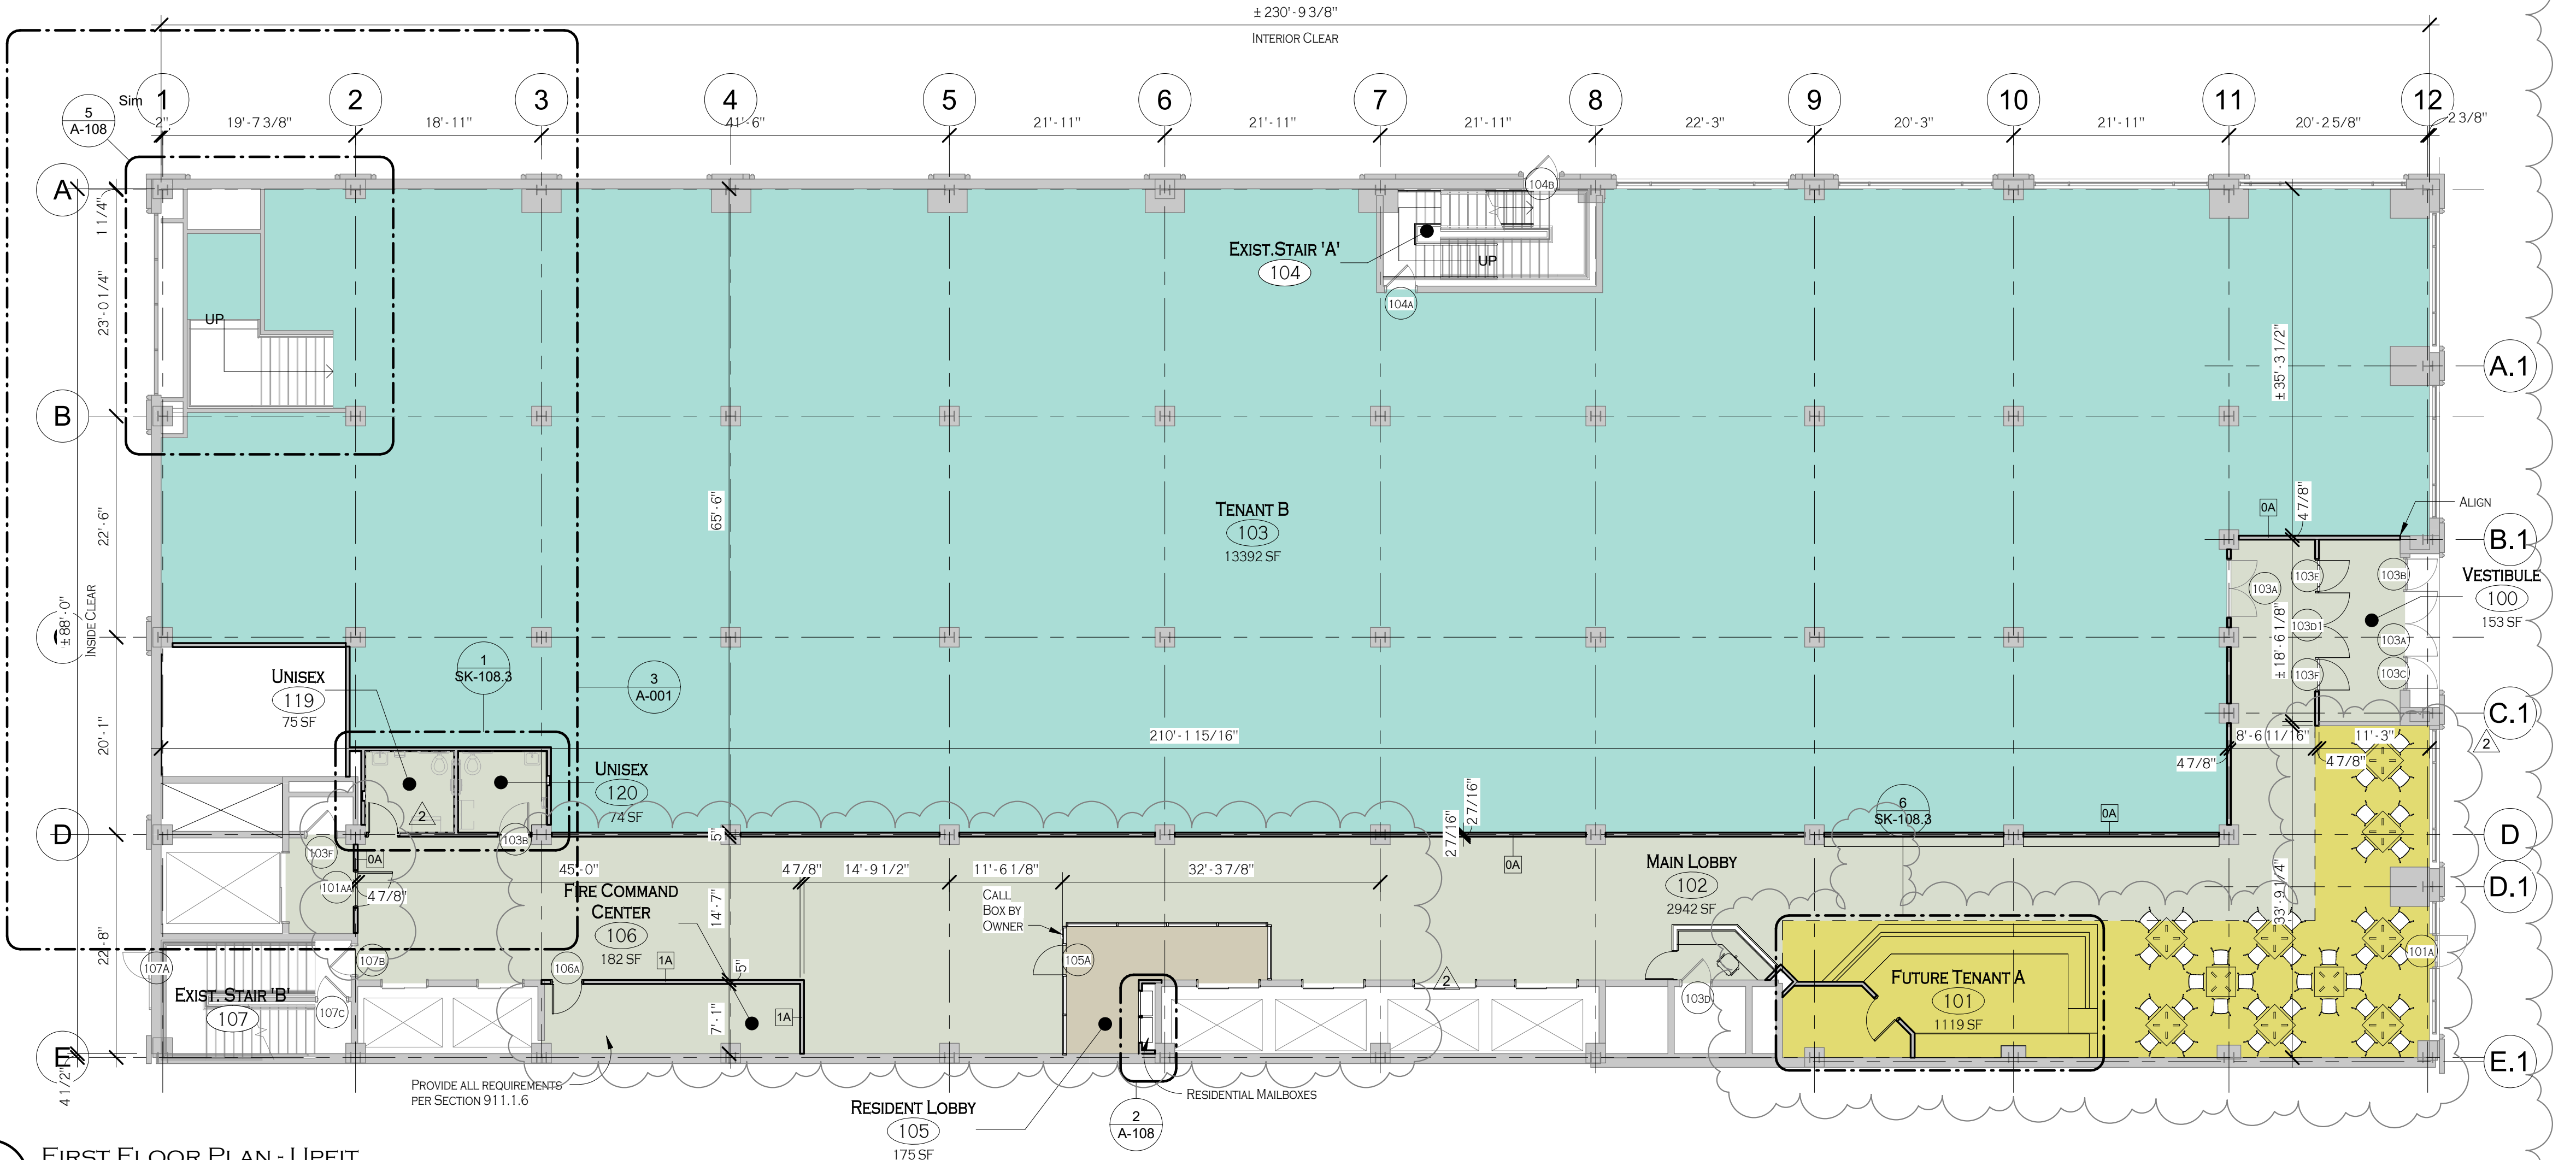 ± 230'-9 3/8"
INTERIOR CLEAR
1
2
3
4
5
6
7
8
9
10
11
12
5
A-108
Sim
2"
19'-7 3/8"
18'-11"
41'-6"
21'-11"
21'-11"
21'-11"
22'-3"
20'-3"
21'-11"
20'-2 5/8"
2 3/8"
A
1 1/4"
104B
EXIST. STAIR 'A'
104
UP
104A
23'-0 1/4"
UP
± 35'-3 1/2"
A.1
B
22'-6"
65'-6"
TENANT B
103
13392 SF
0A
4 7/8"
ALIGN
B.1
103E
103B
103A
VESTIBULE
100
153 SF
± 88'-0"
INSIDE CLEAR
103D1
103A
± 18'-6 1/8"
103F
103C
UNISEX
119
75 SF
1
SK-108.3
3
A-001
C.1
20'-1"
210'-1 15/16"
8'-6 11/16"
11'-3"
2
4 7/8"
4 7/8"
UNISEX
120
74 SF
2
2 7/16"
2 7/16"
6
SK-108.3
0A
D
103B
5"
D
103F
0A
101AA
4 7/8"
45'-0"
4 7/8"
14'-9 1/2"
11'-6 1/8"
32'-3 7/8"
0A
MAIN LOBBY
102
2942 SF
33'-9 1/4"
D.1
FIRE COMMAND
CENTER
106
182 SF
14'-7"
CALL
BOX BY
OWNER
22'-8"
107A
107B
106A
1A
5"
105A
2
103D
101A
EXIST. STAIR 'B'
107
107C
7'-1"
1A
FUTURE TENANT A
101
1119 SF
E
E.1
4 1/2"
PROVIDE ALL REQUIREMENTS
PER SECTION 911.1.6
RESIDENTIAL MAILBOXES
RESIDENT LOBBY
105
175 SF
2
A-108
FIRST FLOOR PLAN - UPFIT